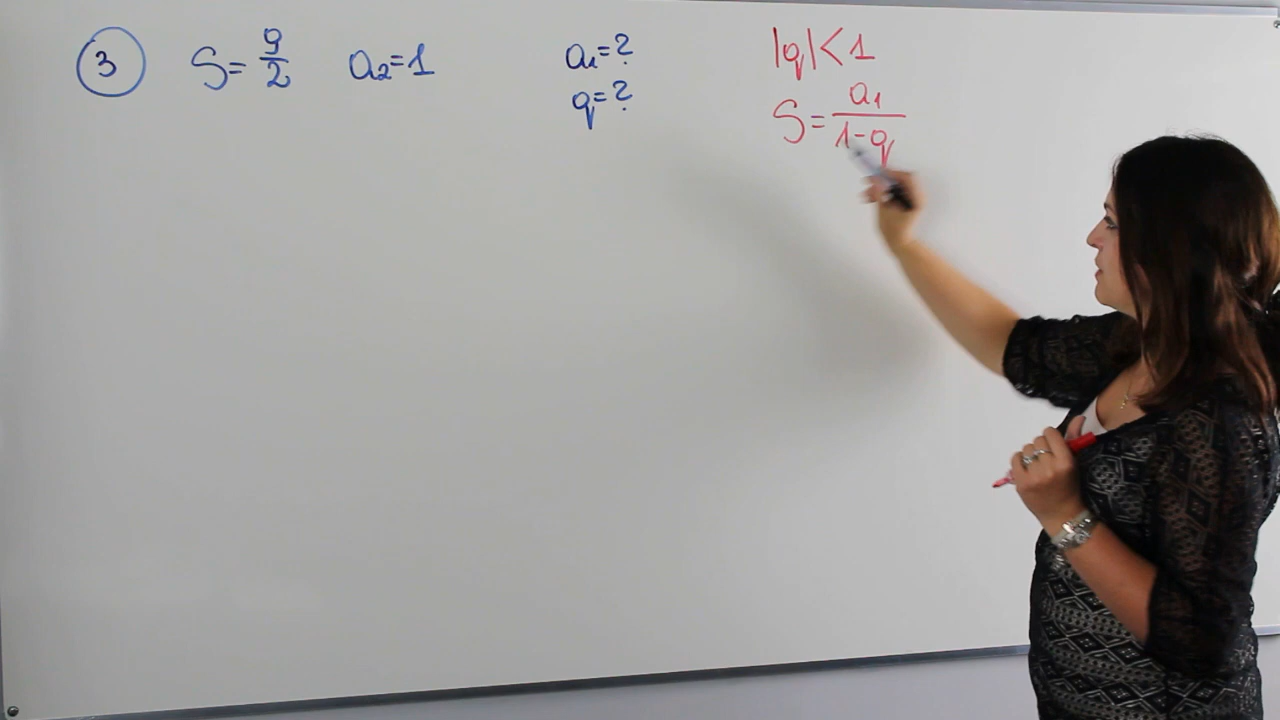 3 S=9/2 a₂=1
a₁=?
q=?
|q|<1
S=a₁/(1-q)